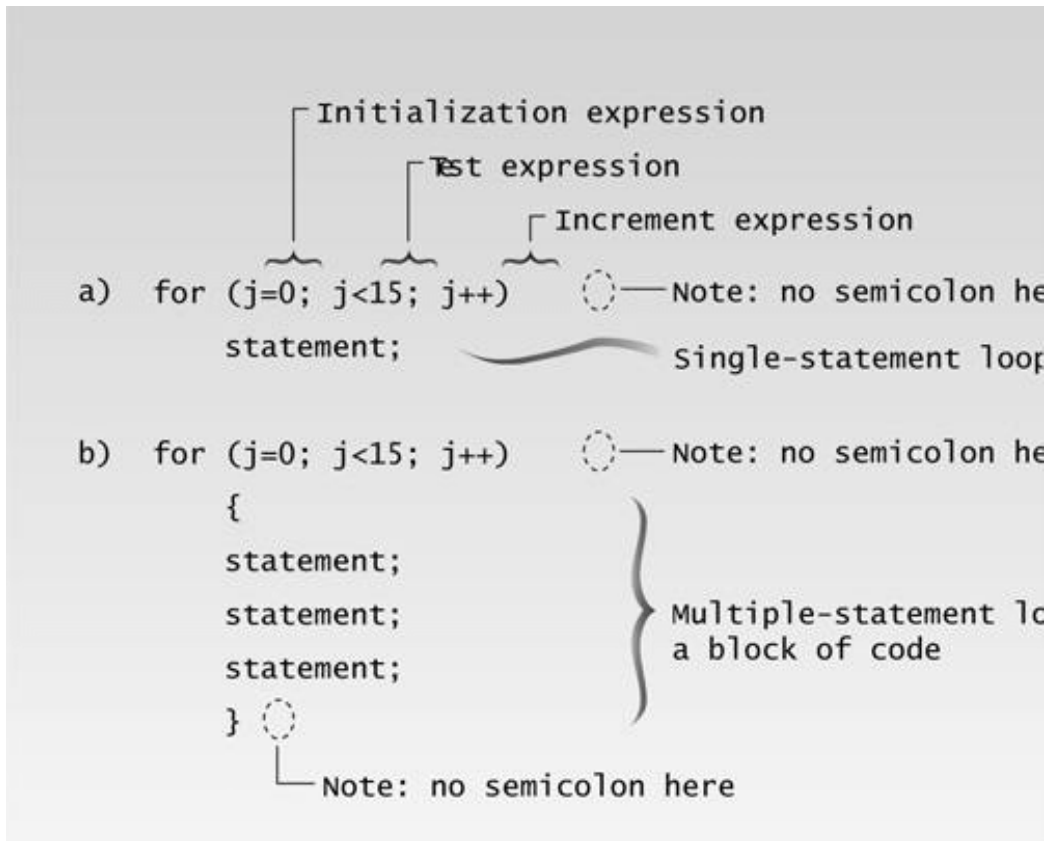 Initialization expression
Test expression
Increment expression
a) for (j=0; j<15; j++) Note: no semicolon he
statement; Single-statement loop
b) for (j=0; j<15; j++) Note: no semicolon he
{
statement;
statement;
statement;
Multiple-statement lo
a block of code
}
Note: no semicolon here